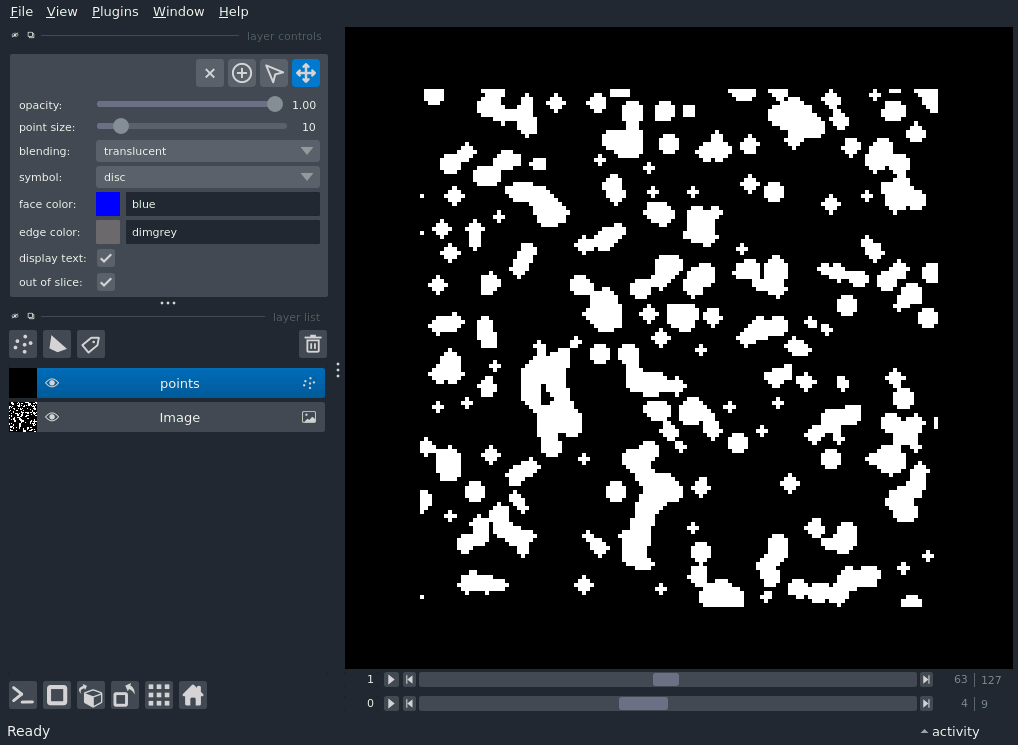 File View Plugins Window Help
layer controls
opacity: 1.00
point size: 10
blending: translucent
symbol: disc
face color: blue
edge color: dimgrey
display text:
out of slice:
layer list
points
Image
1 63 127
0 4 9
Ready activity